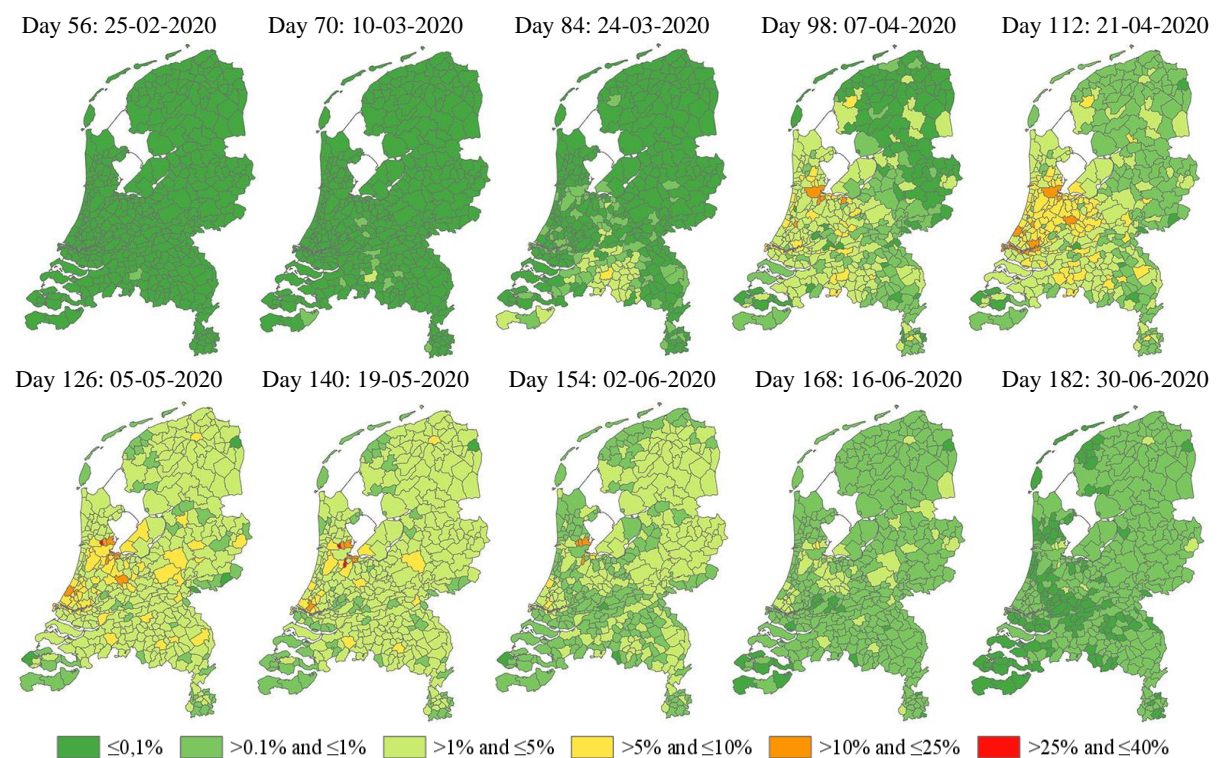 Day 56: 25-02-2020
Day 70: 10-03-2020
Day 84: 24-03-2020
Day 98: 07-04-2020
Day 112: 21-04-2020
Day 126: 05-05-2020
Day 140: 19-05-2020
Day 154: 02-06-2020
Day 168: 16-06-2020
Day 182: 30-06-2020
≤0,1%
>0.1% and ≤1%
>1% and ≤5%
>5% and ≤10%
>10% and ≤25%
>25% and ≤40%